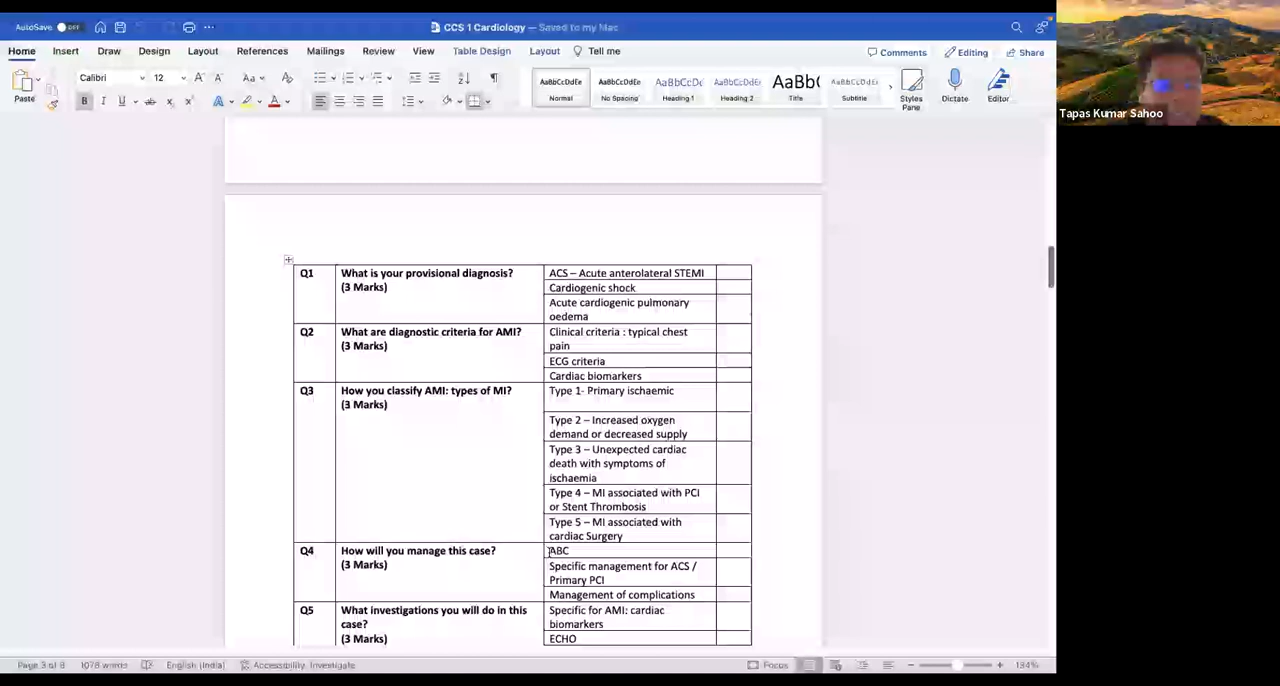 AutoSave OFF
CCS 1 Cardiology — Saved to my Mac
Home Insert Draw Design Layout References Mailings Review View Table Design Layout Tell me
Comments Editing Share
Paste
Calibri 12
AaBbCcDdEe Normal
AaBbCcDdEe No Spacing
AaBbCcDc Heading 1
AaBbCcDdEe Heading 2
AaBbC Title
AaBbCcDdEe Subtitle
Styles Pane
Dictate
Editor
Tapas Kumar Sahoo
Q1 What is your provisional diagnosis?
(3 Marks)
ACS – Acute anterolateral STEMI
Cardiogenic shock
Acute cardiogenic pulmonary
oedema
Q2 What are diagnostic criteria for AMI?
(3 Marks)
Clinical criteria : typical chest
pain
ECG criteria
Cardiac biomarkers
Q3 How you classify AMI: types of MI?
(3 Marks)
Type 1- Primary ischaemic
Type 2 – Increased oxygen
demand or decreased supply
Type 3 – Unexpected cardiac
death with symptoms of
ischaemia
Type 4 – MI associated with PCI
or Stent Thrombosis
Type 5 – MI associated with
cardiac Surgery
Q4 How will you manage this case?
(3 Marks)
ABC
Specific management for ACS /
Primary PCI
Management of complications
Q5 What investigations you will do in this
case?
(3 Marks)
Specific for AMI: cardiac
biomarkers
ECHO
Page 3 of 8 1078 words English (India) Accessibility: Investigate Focus 134%